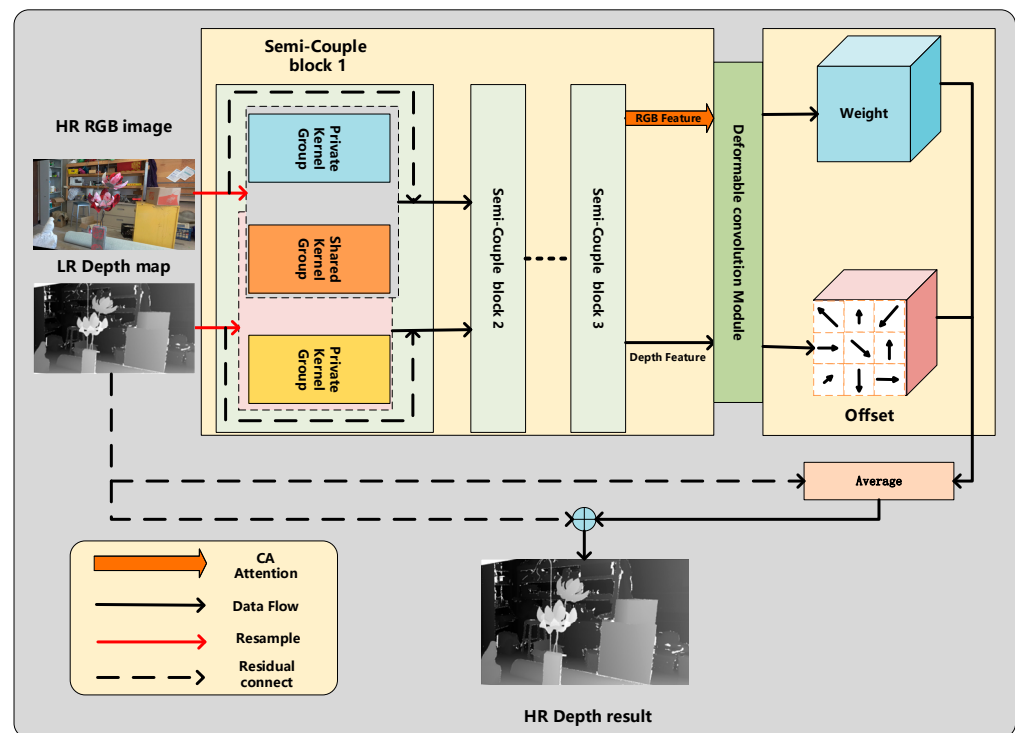 Semi-Couple
block 1
HR RGB image
LR Depth map
Private
Kernel
Group
Shared
Kernel
Group
Private
Kernel
Group
Semi-Couple block 2
Semi-Couple block 3
RGB Feature
Depth Feature
Deformable convolution Module
Weight
Offset
Average
CA
Attention
Data Flow
Resample
Residual
connect
HR Depth result